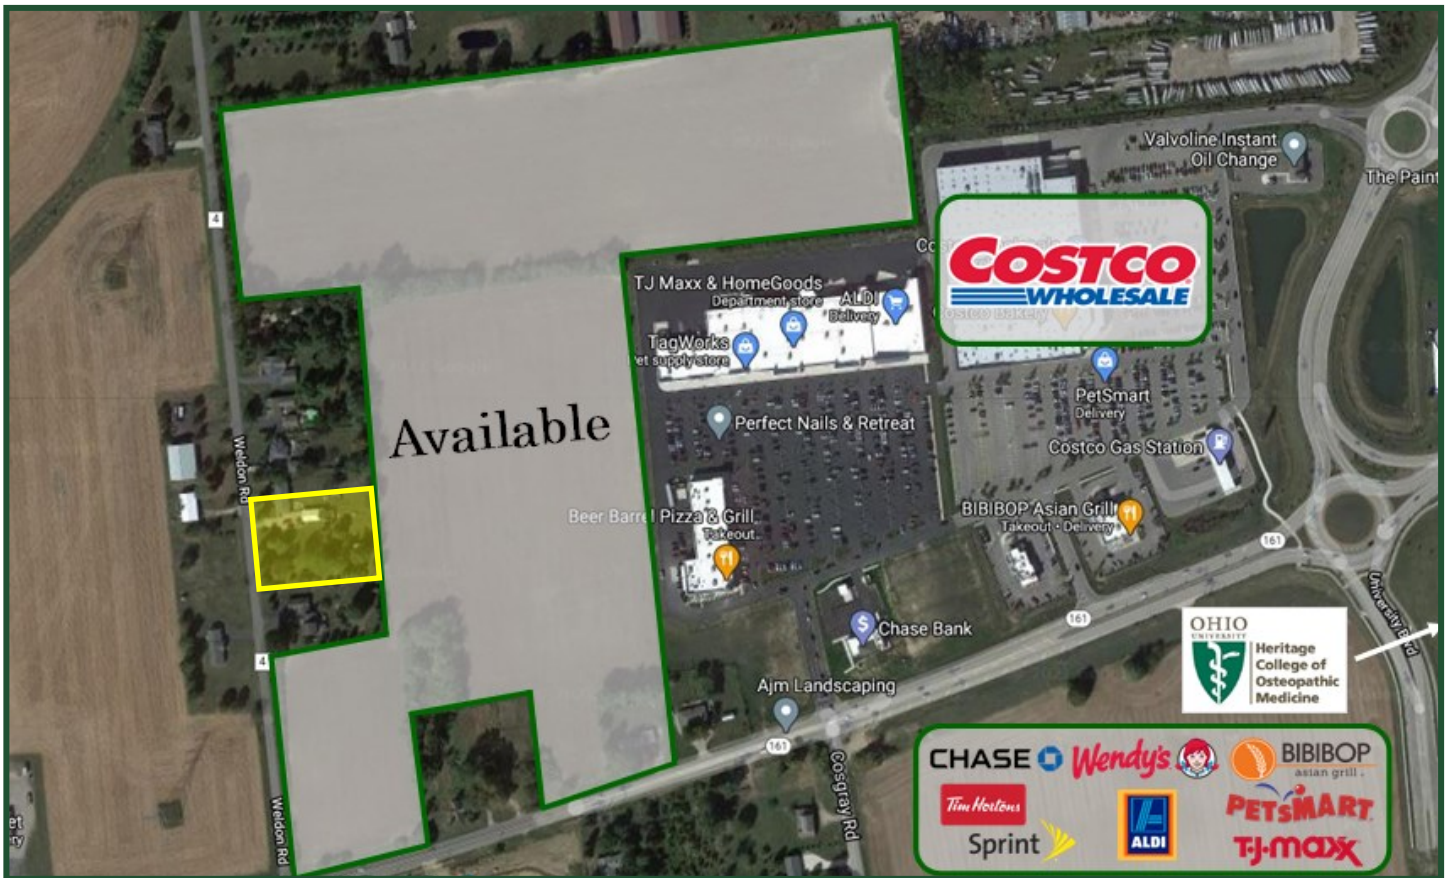 Valvoline Instant
Oil Change
The Paint
4
COSTCO
WHOLESALE
Costco Bakery
TJ Maxx & HomeGoods
Department store
ALDI
Delivery
TagWorks
Pet supply store
PetSmart
Delivery
Available
Perfect Nails & Retreat
Costco Gas Station
Weldon Rd
Beer Barrel Pizza & Grill
Takeout
BIBIBOP Asian Grill
Takeout • Delivery
161
161
University Blvd
OHIO
UNIVERSITY
Heritage
College of
Osteopathic
Medicine
Chase Bank
4
Ajm Landscaping
161
Cosgray Rd
Weldon Rd
CHASE
Wendy's
BIBIBOP
asian grill
Tim Hortons
ALDI
PETSMART
Sprint
T·J·maxx